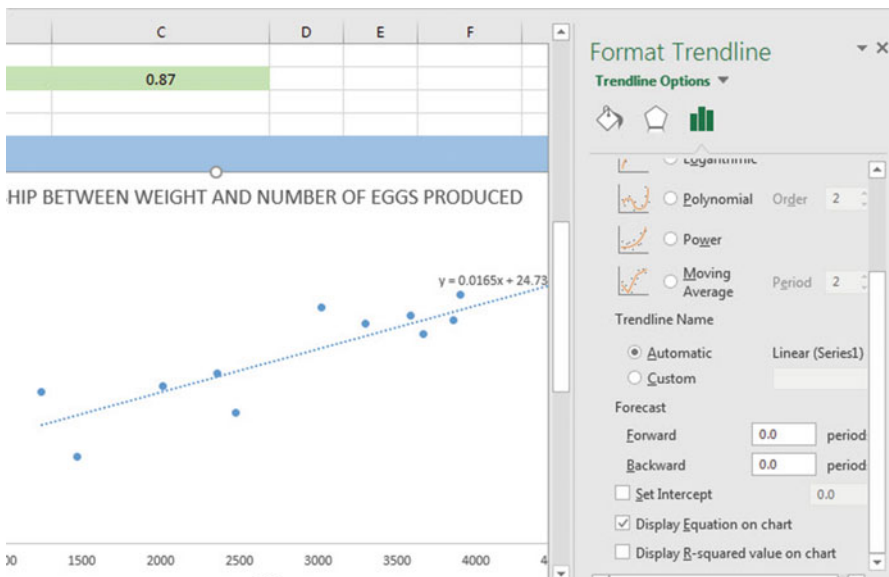 C D E F
0.87
HIP BETWEEN WEIGHT AND NUMBER OF EGGS PRODUCED
y = 0.0165x + 24.73
00 1500 2000 2500 3000 3500 4000 4
Format Trendline
Trendline Options
Logarithmic
Polynomial Order 2
Power
Moving
Average
Period 2
Trendline Name
Automatic Linear (Series1)
Custom
Forecast
Forward 0.0 period
Backward 0.0 period
Set Intercept 0.0
Display Equation on chart
Display R-squared value on chart